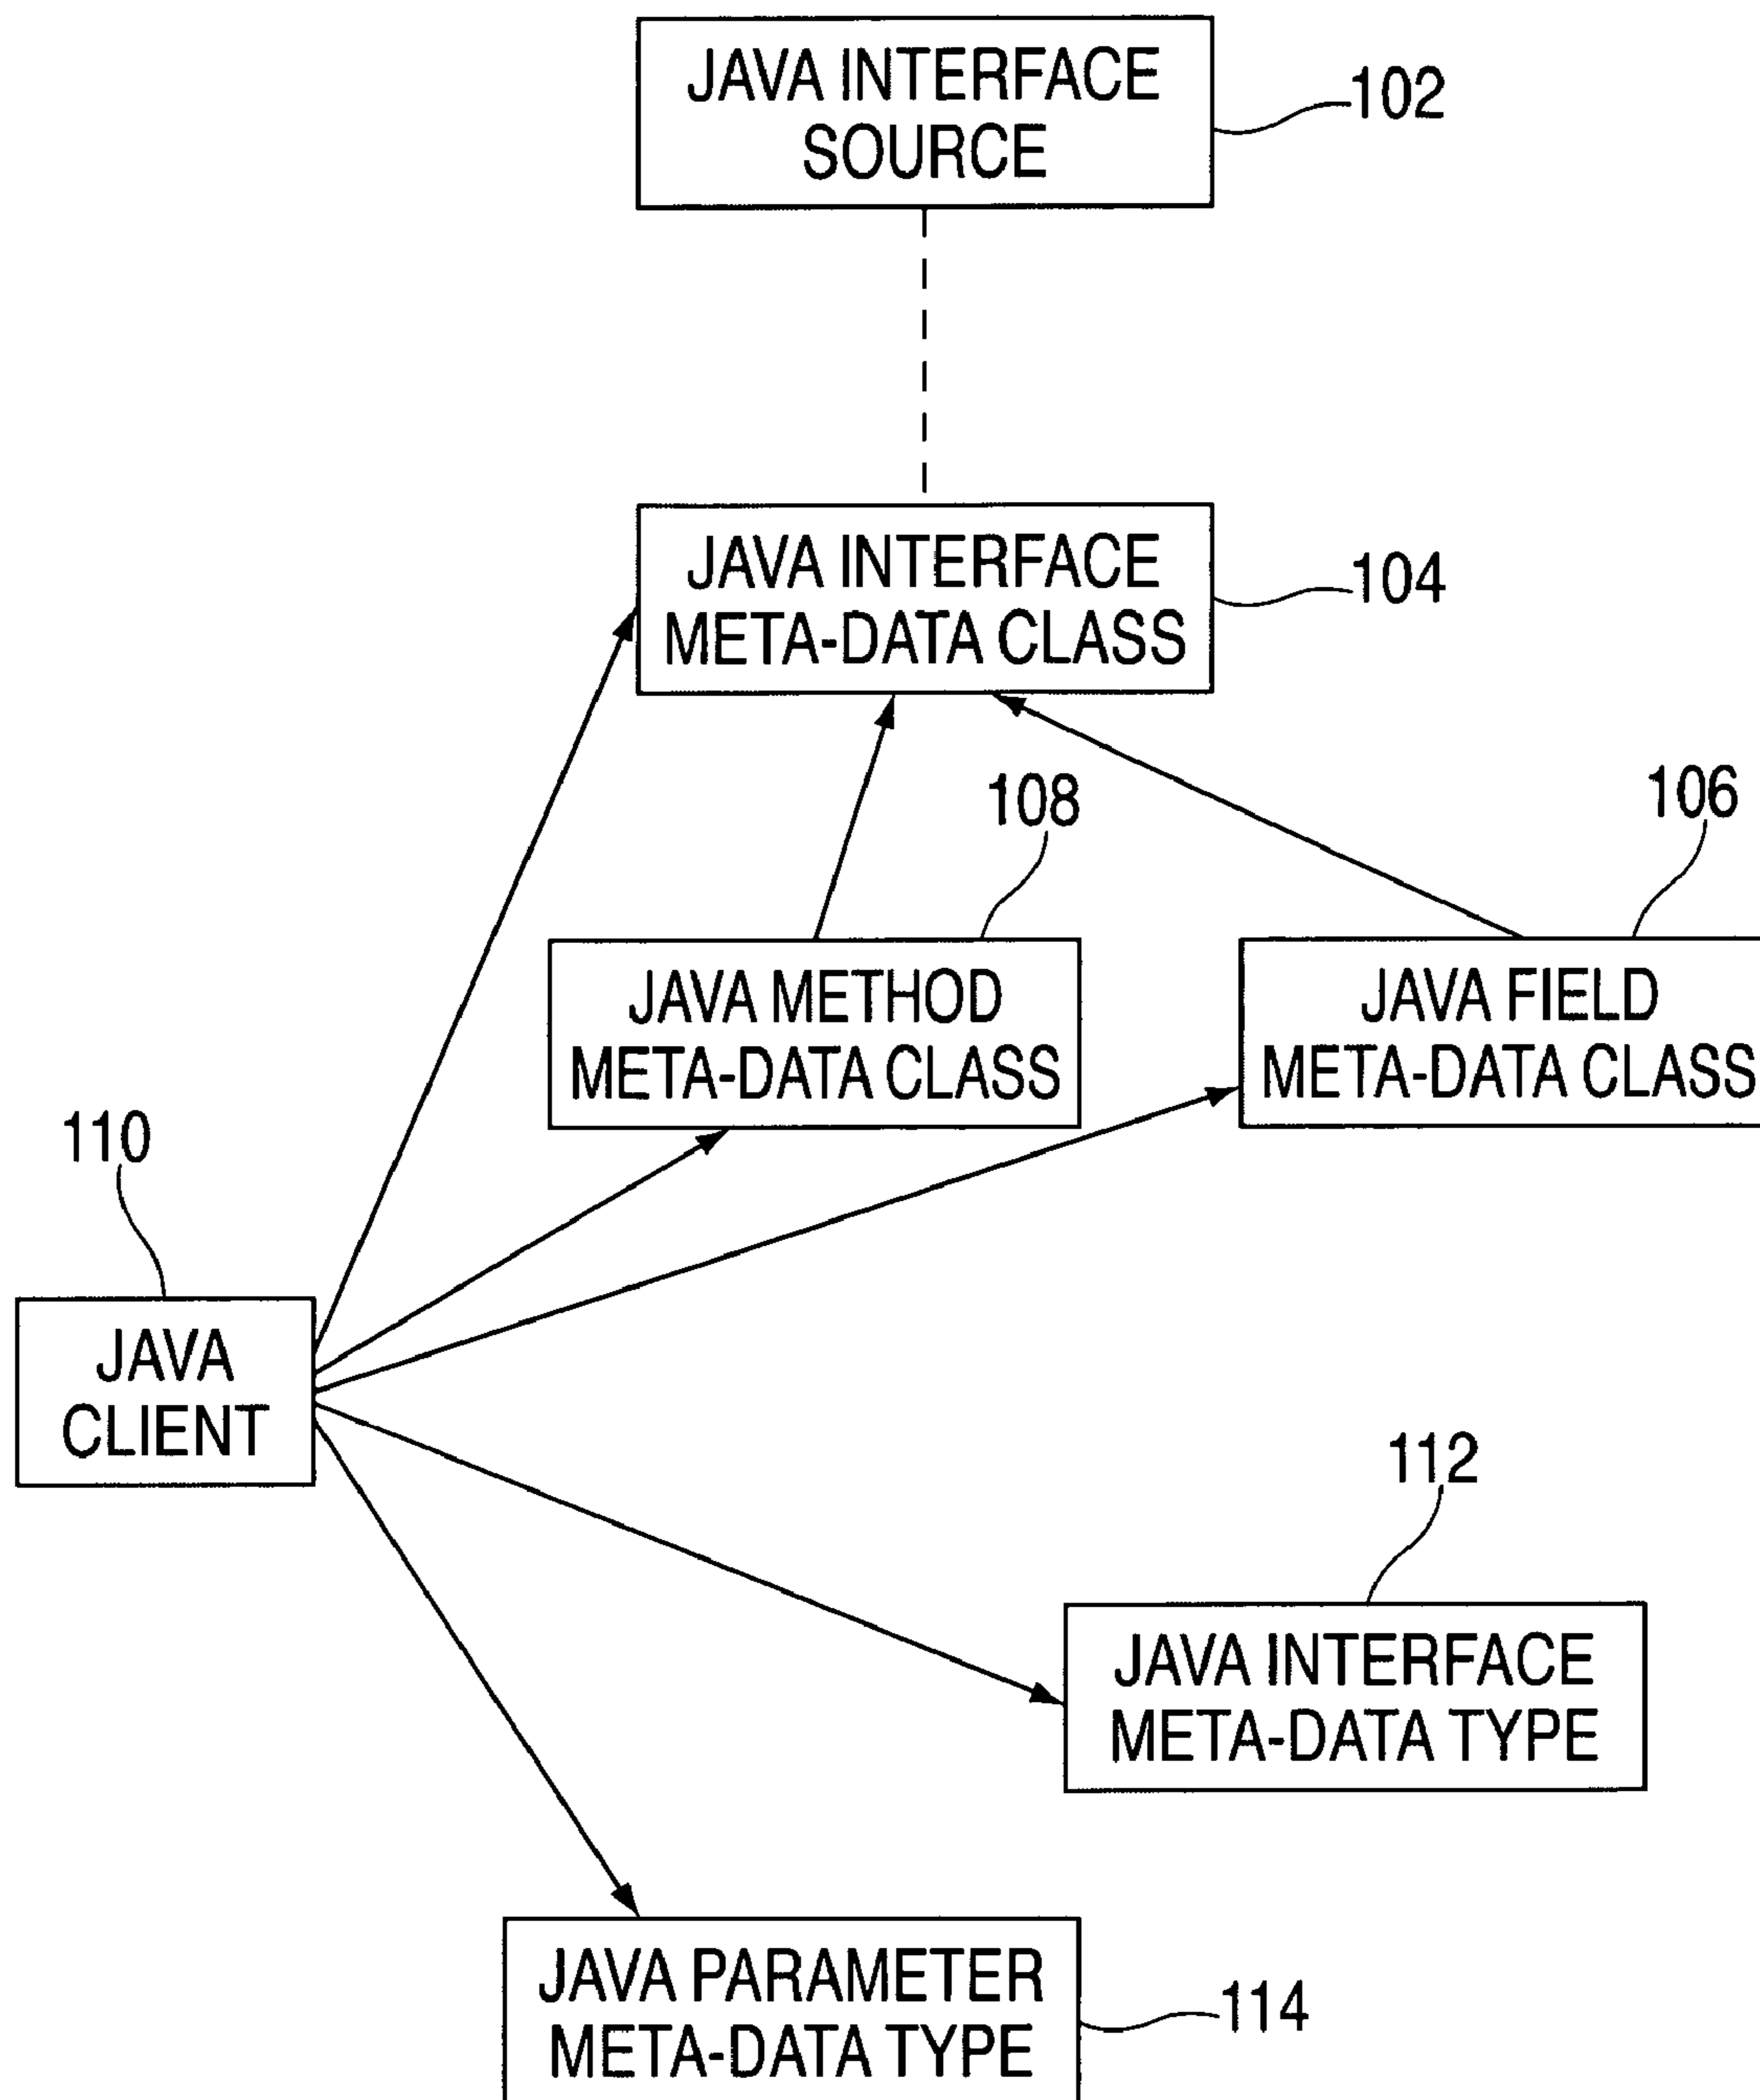 JAVA INTERFACE
SOURCE
102
JAVA INTERFACE
META-DATA CLASS
104
108
106
JAVA METHOD
META-DATA CLASS
JAVA FIELD
META-DATA CLASS
110
JAVA
CLIENT
112
JAVA INTERFACE
META-DATA TYPE
JAVA PARAMETER
META-DATA TYPE
114